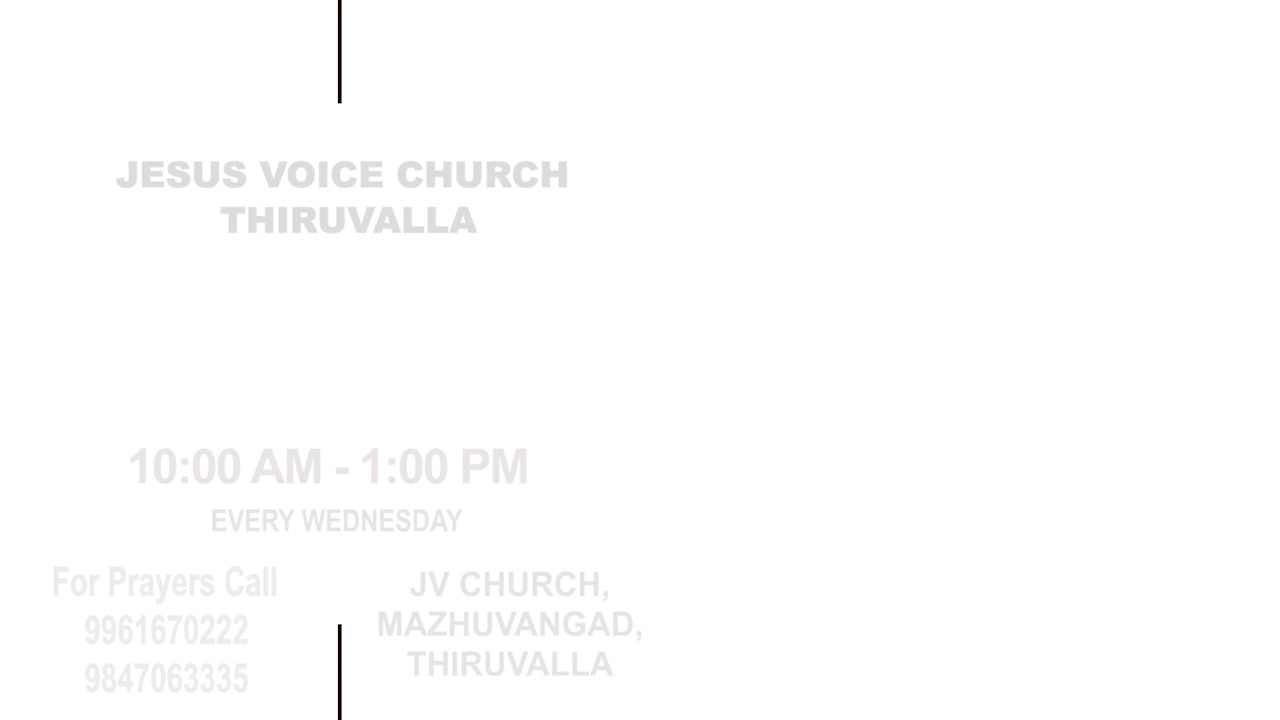 JESUS VOICE CHURCH
THIRUVALLA
10:00 AM - 1:00 PM
EVERY WEDNESDAY
For Prayers Call
9961670222
9847063335
JV CHURCH,
MAZHUVANGAD,
THIRUVALLA